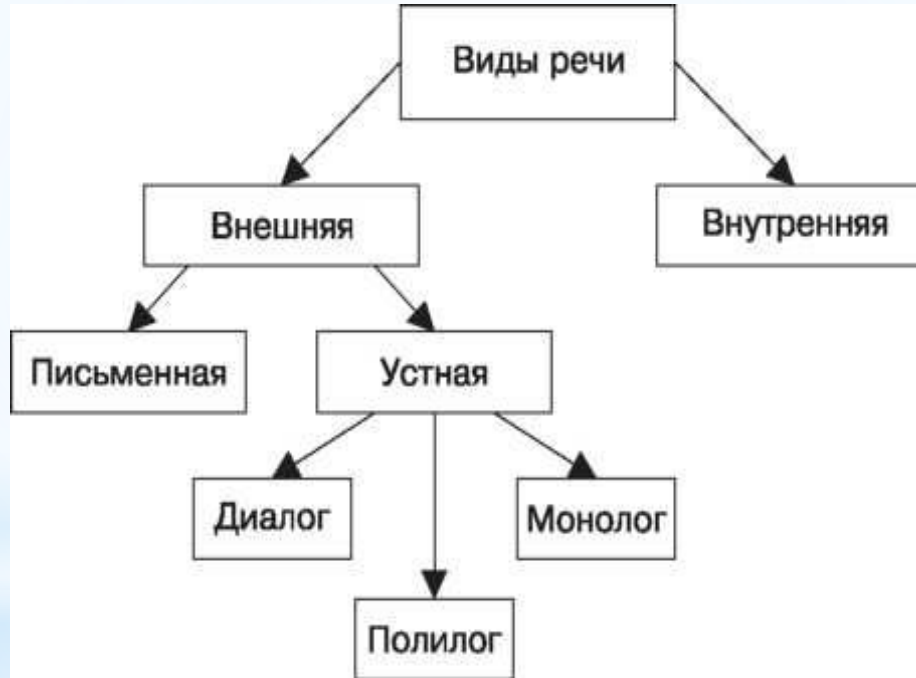 Виды речи
Внешняя
Внутренняя
Письменная
Устная
Диалог
Монолог
Полилог